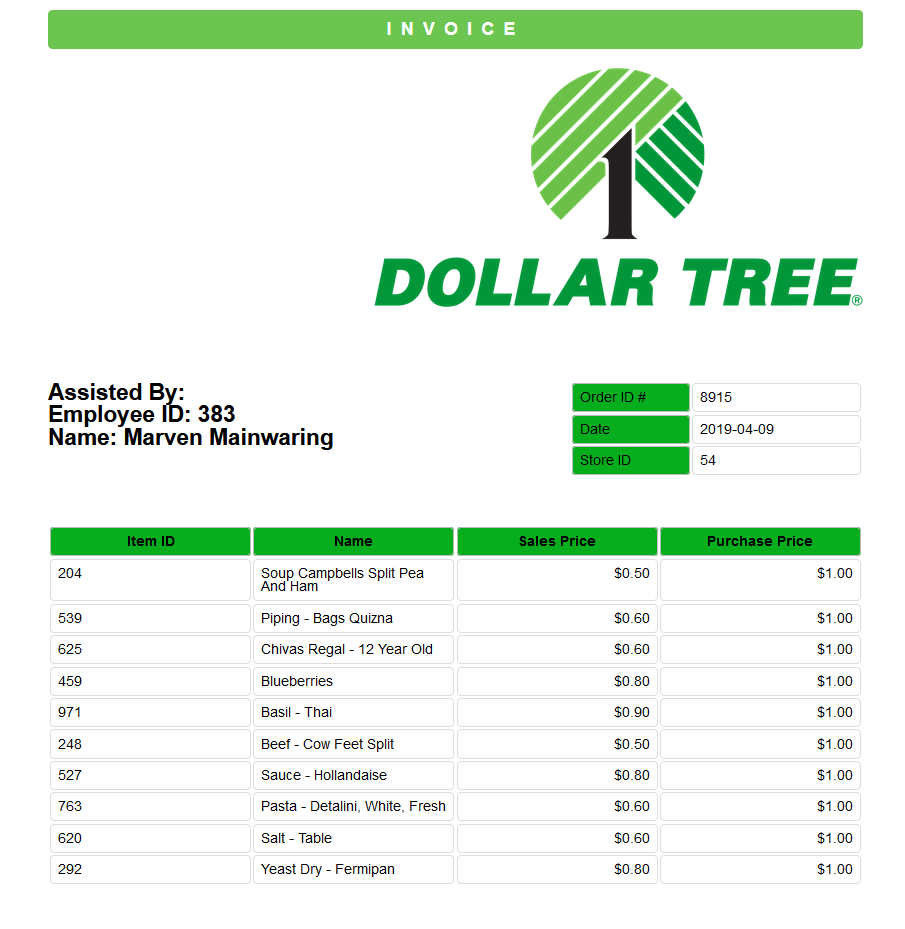 INVOICE
1
DOLLAR TREE®
Assisted By:
Employee ID: 383
Name: Marven Mainwaring
Order ID # 8915
Date 2019-04-09
Store ID 54
Item ID Name Sales Price Purchase Price
204 Soup Campbells Split Pea $0.50 $1.00
And Ham
539 Piping - Bags Quizna $0.60 $1.00
625 Chivas Regal - 12 Year Old $0.60 $1.00
459 Blueberries $0.80 $1.00
971 Basil - Thai $0.90 $1.00
248 Beef - Cow Feet Split $0.50 $1.00
527 Sauce - Hollandaise $0.80 $1.00
763 Pasta - Detalini, White, Fresh $0.60 $1.00
620 Salt - Table $0.60 $1.00
292 Yeast Dry - Fermipan $0.80 $1.00